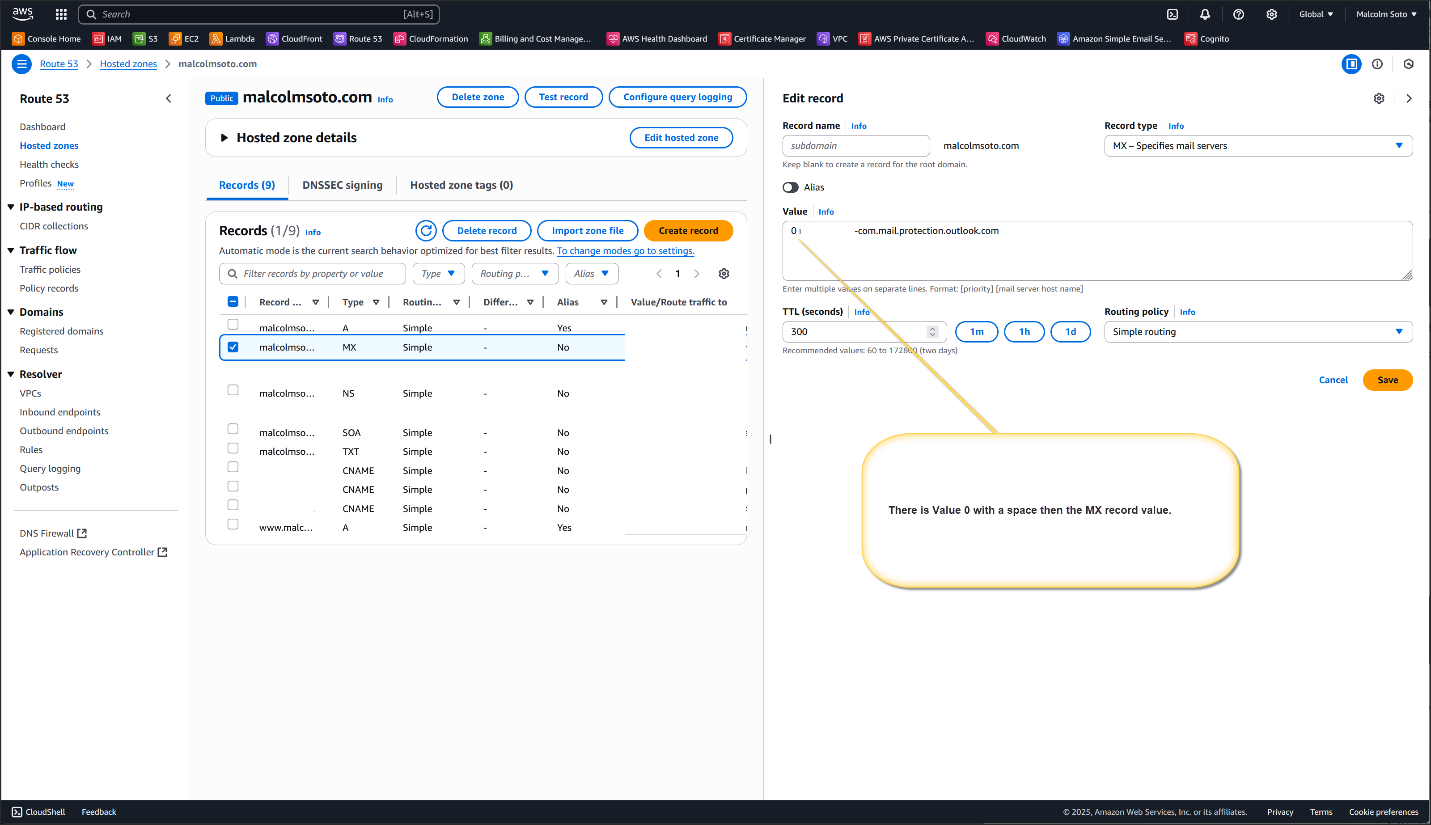 aws
Search [Alt+S]
Global
Malcolm Soto
Console Home
IAM
S3
EC2
Lambda
CloudFront
Route 53
CloudFormation
Billing and Cost Manage...
AWS Health Dashboard
Certificate Manager
VPC
AWS Private Certificate A...
CloudWatch
Amazon Simple Email Se...
Cognito
Route 53 > Hosted zones > malcolmsoto.com
Route 53
Dashboard
Hosted zones
Health checks
Profiles New
IP-based routing
CIDR collections
Traffic flow
Traffic policies
Policy records
Domains
Registered domains
Requests
Resolver
VPCs
Inbound endpoints
Outbound endpoints
Rules
Query logging
Outposts
DNS Firewall
Application Recovery Controller
Public malcolmsoto.com Info
Delete zone
Test record
Configure query logging
Hosted zone details
Edit hosted zone
Records (9)
DNSSEC signing
Hosted zone tags (0)
Records (1/9) Info
Delete record
Import zone file
Create record
Automatic mode is the current search behavior optimized for best filter results. To change modes go to settings.
Filter records by property or value
Type
Routing p...
Alias
1
Record ... Type Routin... Differ... Alias Value/Route traffic to
malcolmso... A Simple - Yes
malcolmso... MX Simple - No
malcolmso... NS Simple - No
malcolmso... SOA Simple - No
malcolmso... TXT Simple - No
CNAME Simple - No
CNAME Simple - No
CNAME Simple - No
www.malc... A Simple - Yes
Edit record
Record name Info
subdomain
malcolmsoto.com
Keep blank to create a record for the root domain.
Record type Info
MX – Specifies mail servers
Alias
Value Info
0 -com.mail.protection.outlook.com
Enter multiple values on separate lines. Format: [priority] [mail server host name]
TTL (seconds) Info
300
1m
1h
1d
Recommended values: 60 to 172800 (two days)
Routing policy Info
Simple routing
Cancel
Save
There is Value 0 with a space then the MX record value.
CloudShell
Feedback
© 2025, Amazon Web Services, Inc. or its affiliates.
Privacy
Terms
Cookie preferences